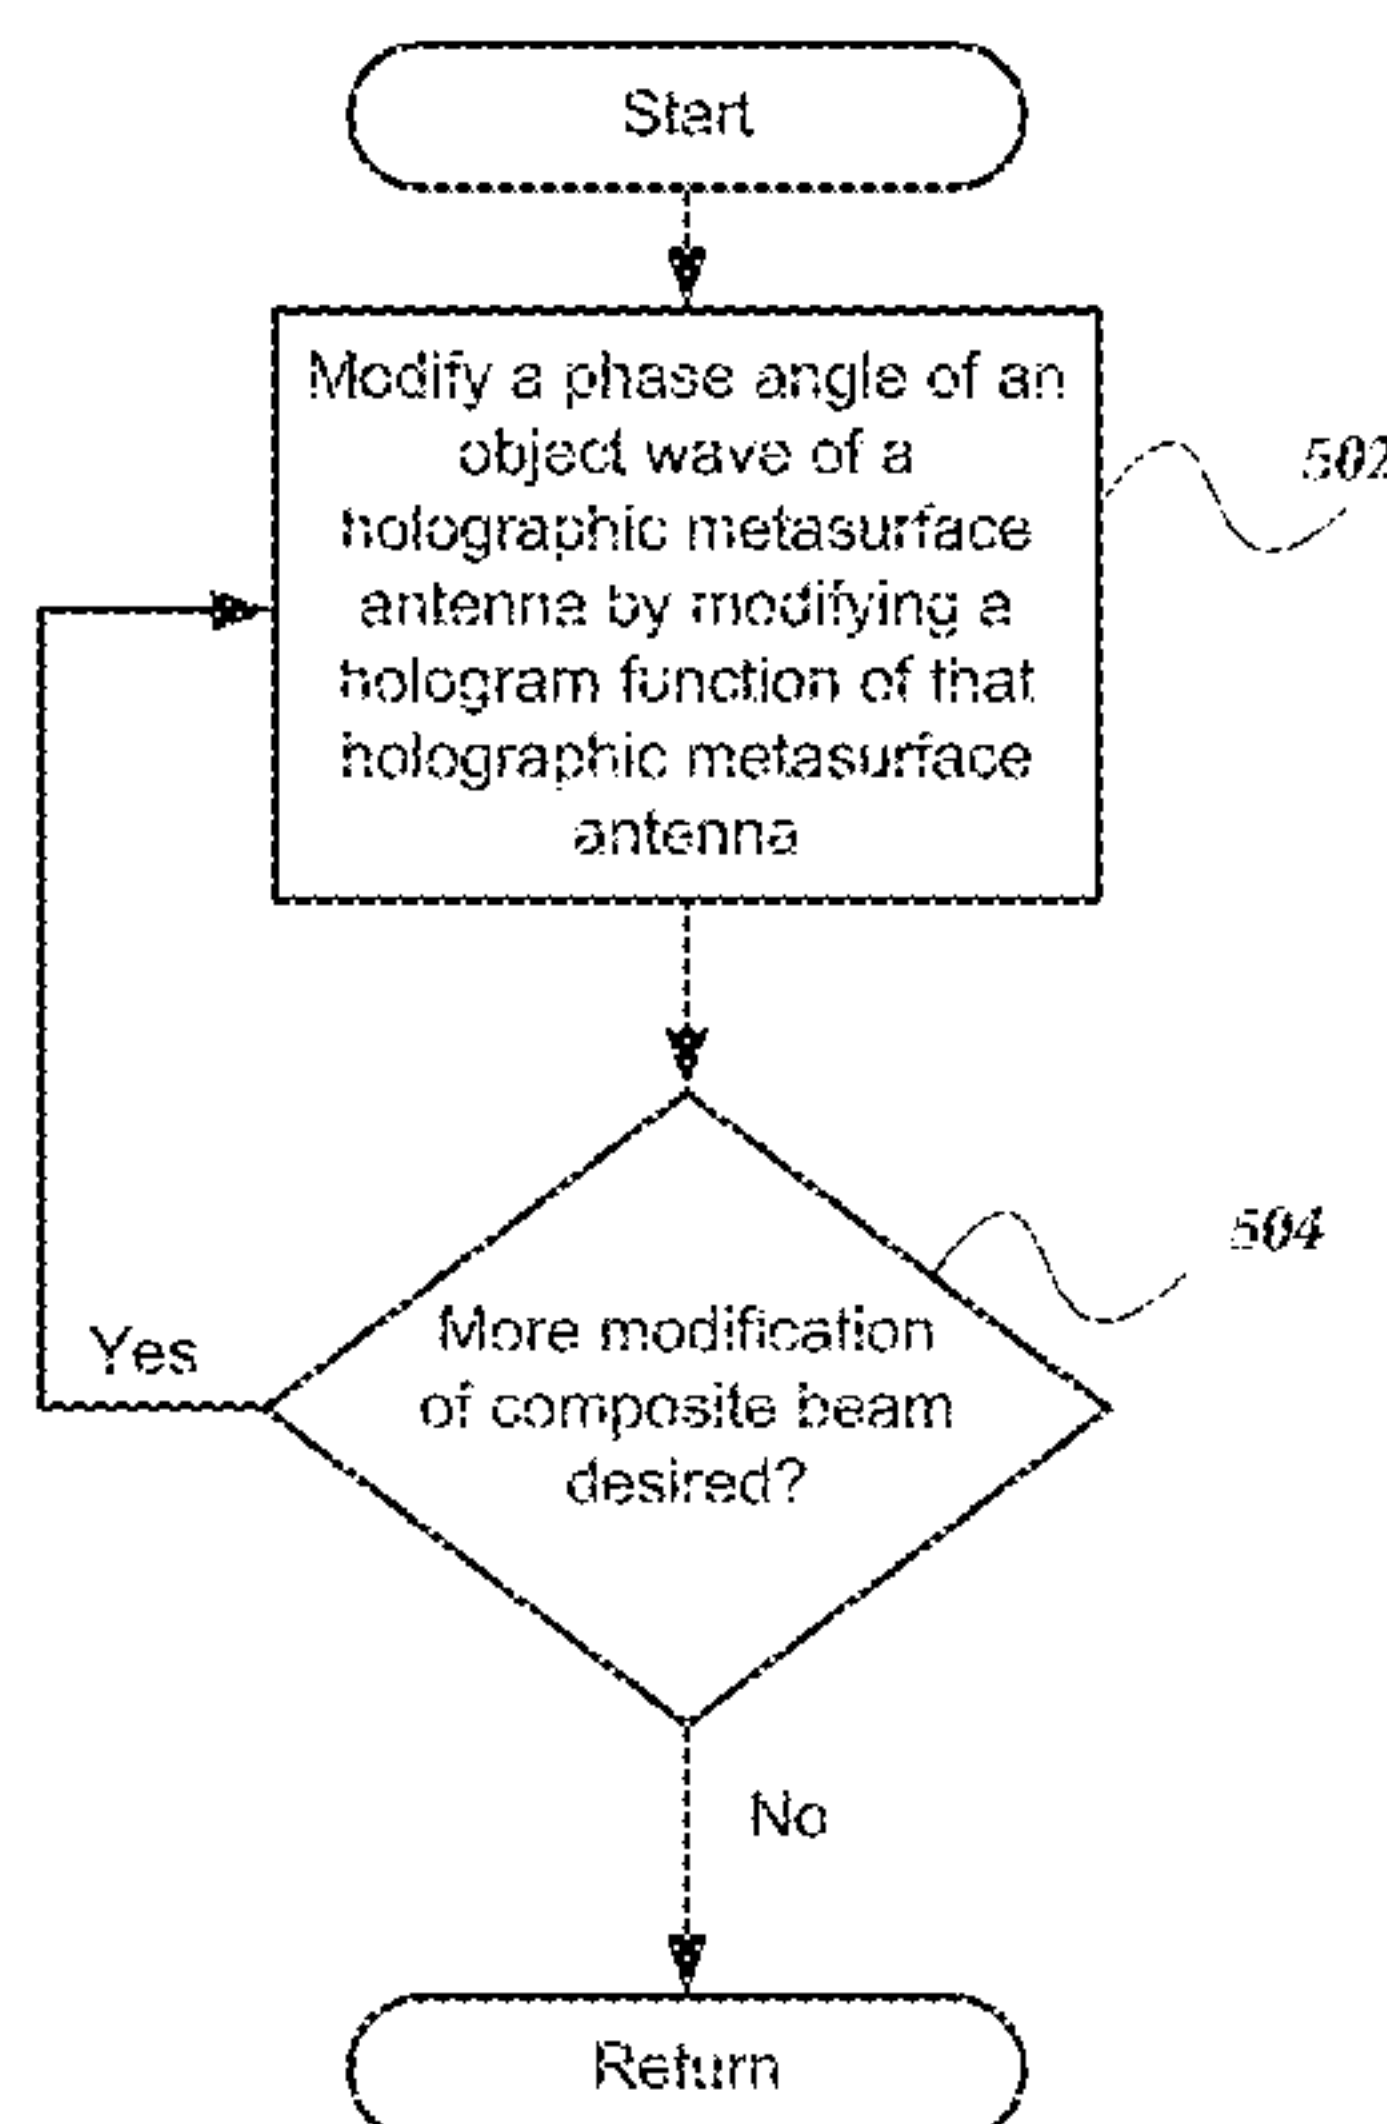 Start
Modify a phase angle of an
object wave of a
holographic metasurface
antenna by modifying a
hologram function of that
holographic metasurface
antenna
502
504
Yes
More modification
of composite beam
desired?
No
Return